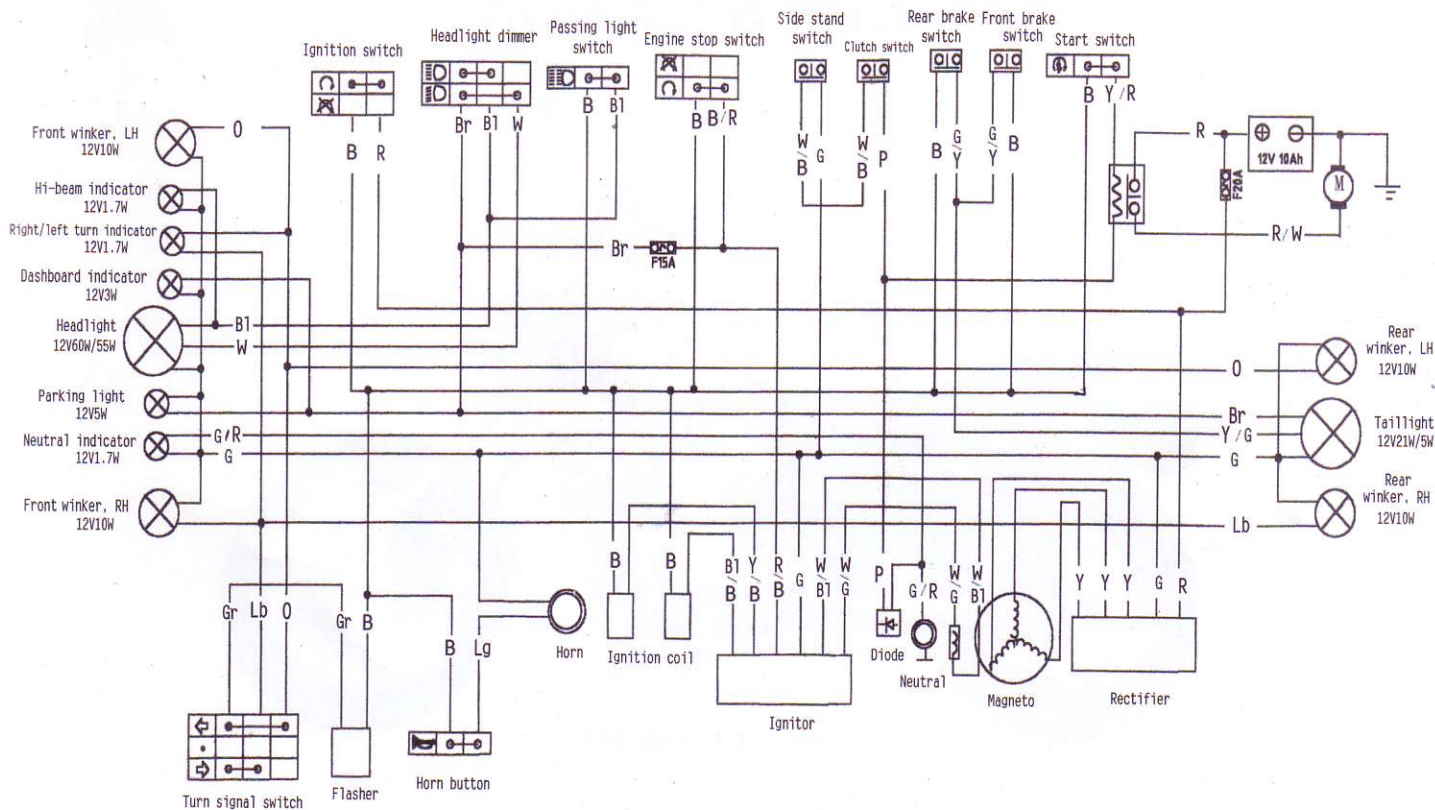 Ignition switch
Headlight dimmer
Passing light
switch
Engine stop switch
Side stand
switch
Clutch switch
Rear brake
switch
Front brake
switch
Start switch
B
R
Br
Bl
W
B
Bl
B
B/R
W/B
G
W/B
P
B
G/Y
G/Y
B
B
Y/R
R
F20A
12V 10Ah
M
R/W
Front winker, LH
12V10W
O
Hi-beam indicator
12V1.7W
Right/left turn indicator
12V1.7W
Dashboard indicator
12V3W
Headlight
12V60W/55W
Bl
W
Parking light
12V5W
Neutral indicator
12V1.7W
G/R
G
Front winker, RH
12V10W
Br
F15A
Rear
winker, LH
12V10W
O
Br
Taillight
12V21W/5W
Y/G
G
Rear
winker, RH
12V10W
Lb
Gr
Lb
O
Gr
B
B
Lg
Horn
B
B
Ignition coil
Bl/B
Y/B
R/B
G
W/Bl
W/G
Ignitor
P
Diode
G/R
Neutral
W/G
W/Bl
Magneto
Y
Y
Y
G
R
Rectifier
Turn signal switch
Flasher
Horn button